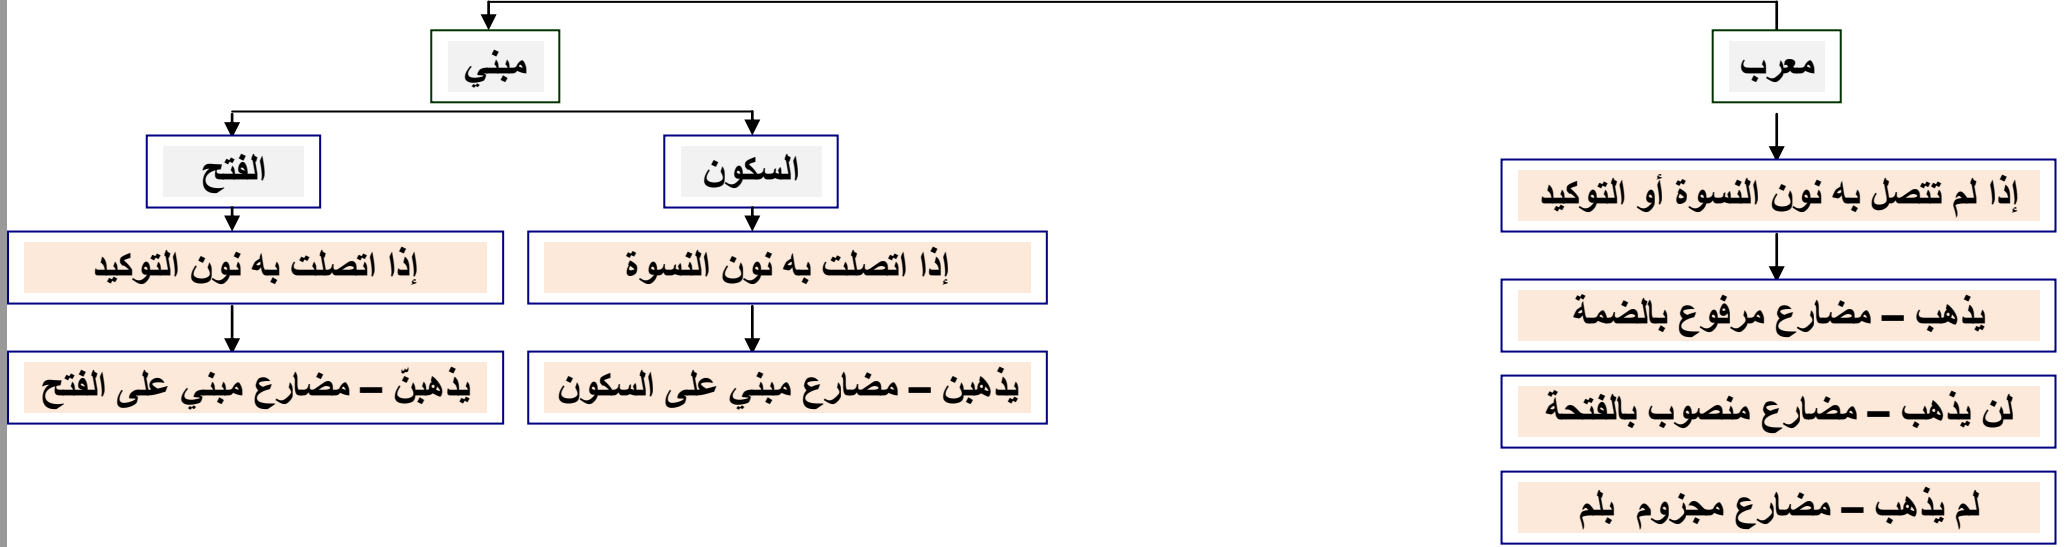 معرب
مبني
إذا لم تتصل به نون النسوة أو التوكيد
يذهب – مضارع مرفوع بالضمة
لن يذهب – مضارع منصوب بالفتحة
لم يذهب – مضارع مجزوم بلم
السكون
إذا اتصلت به نون النسوة
يذهبن – مضارع مبني على السكون
الفتح
إذا اتصلت به نون التوكيد
يذهبنّ – مضارع مبني على الفتح